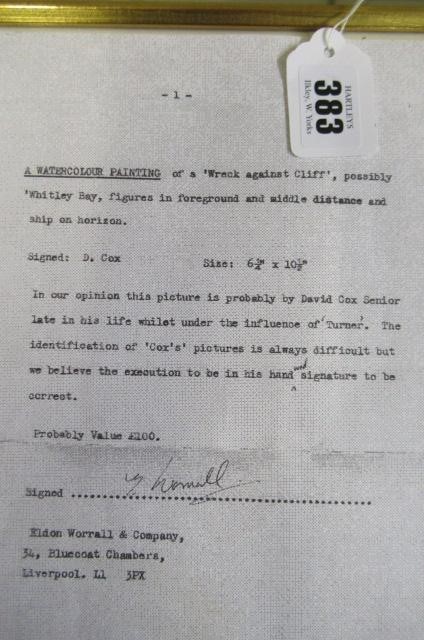 - 1 -
HARTLEYS
383
Ilkley, W. Yorks
A WATERCOLOUR PAINTING of a 'Wreck against Cliff', possibly
'Whitley Bay, figures in foreground and middle distance and
ship on horizon.
Signed: D. Cox Size: 6¾" x 10½"
In our opinion this picture is probably by David Cox Senior
late in his life whilst under the influence of 'Turner'. The
identification of 'Cox's' pictures is always difficult but
we believe the execution to be in his hand and signature to be
correct.
Probably Value £100.
Signed Worrall
Eldon Worrall & Company,
34, Bluecoat Chambers,
Liverpool. L1 3PX